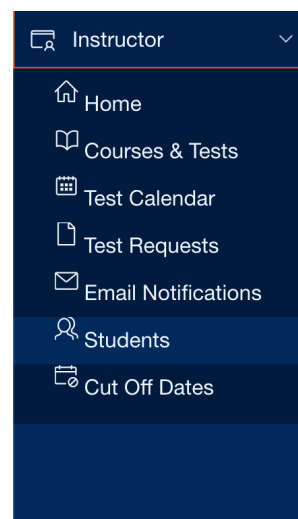 Instructor
Home
Courses & Tests
Test Calendar
Test Requests
Email Notifications
Students
Cut Off Dates